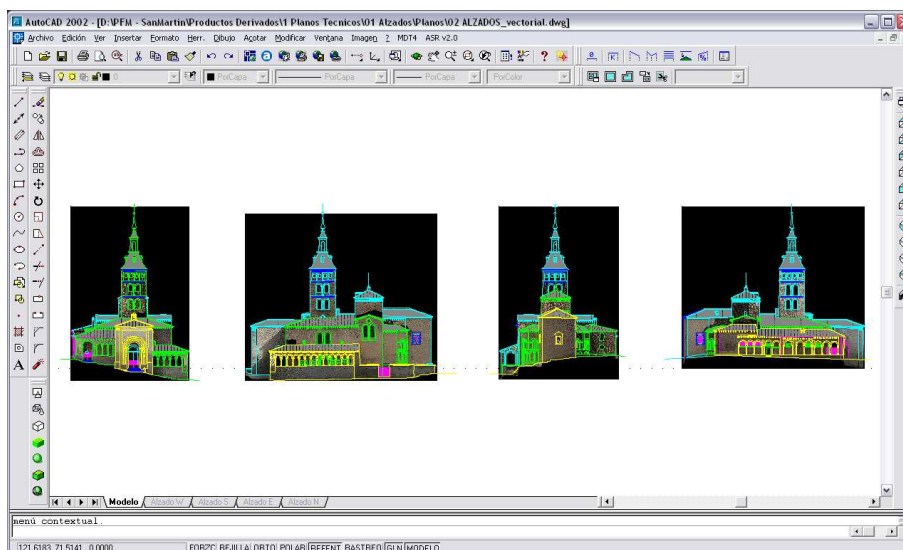 AutoCAD 2002 - [D:\PFM - SanMartin\Productos Derivados\1 Planos Tecnicos\01 Alzados\Planos\02 ALZADOS_vectorial.dwg]
Archivo Edición Ver Insertar Formato Herr. Dibujo Acotar Modificar Ventana Imagen ? MDT4 ASR v2.0
0 PorCapa PorCapa PorCapa PorColor
Modelo Alzado W Alzado S Alzado E Alzado N
menú contextual.
121.6183, 71.5141, 0.0000 FORZC REJILLA ORTO POLAR REFENT RASTREO GLN MODELO